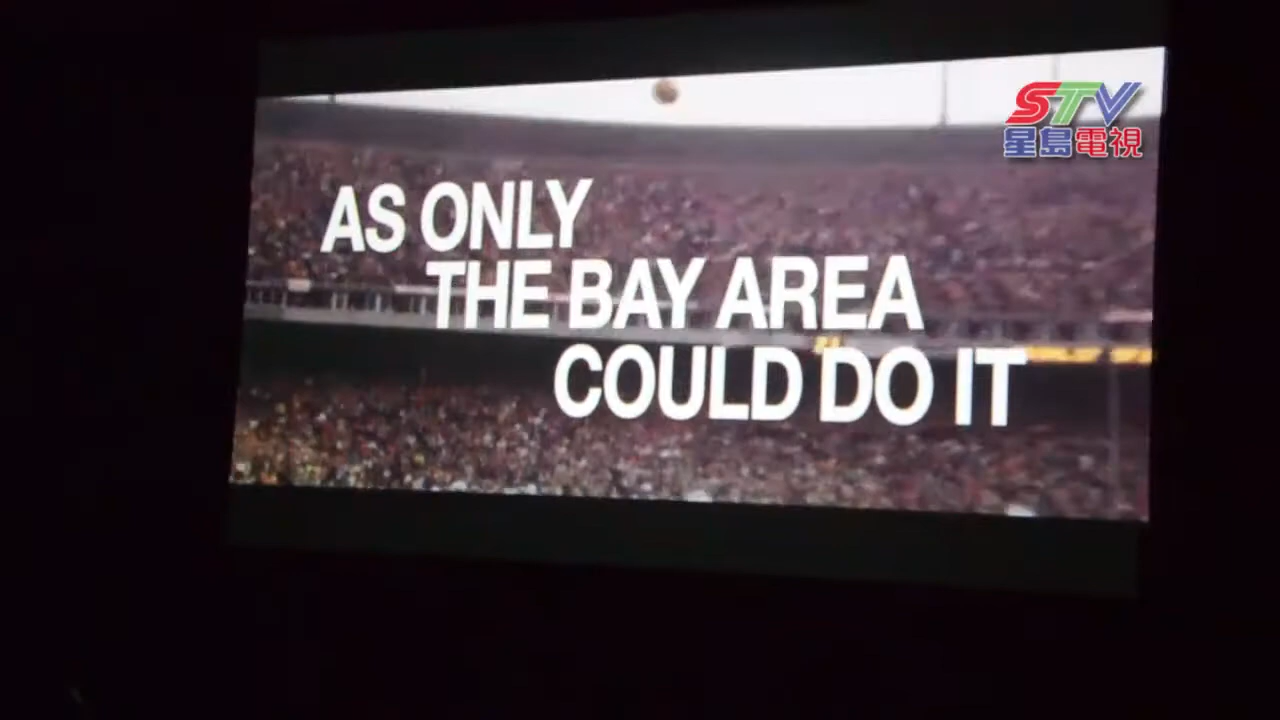 STV
星島電視
AS ONLY
THE BAY AREA
COULD DO IT